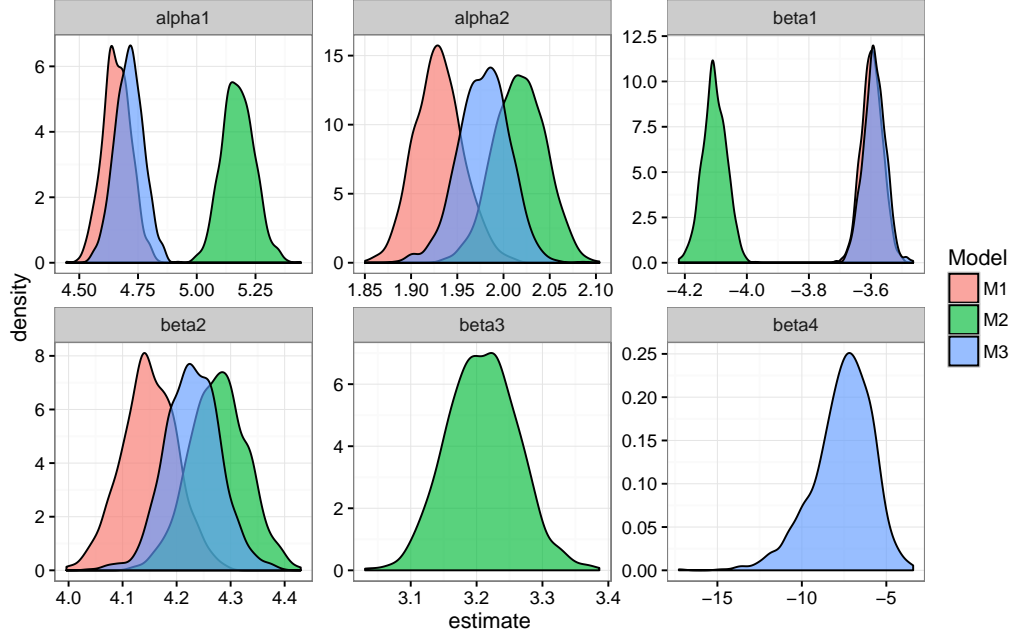 alpha1 alpha2 beta1
6
4
2
0
4.50 4.75 5.00 5.25
15
10
5
0
1.85 1.90 1.95 2.00 2.05 2.10
12.5
10.0
7.5
5.0
2.5
0.0
−4.2 −4.0 −3.8 −3.6
beta2 beta3 beta4
8
6
4
2
0
4.0 4.1 4.2 4.3 4.4
6
4
2
0
3.1 3.2 3.3 3.4
0.25
0.20
0.15
0.10
0.05
0.00
−15 −10 −5
density
estimate
Model
M1
M2
M3